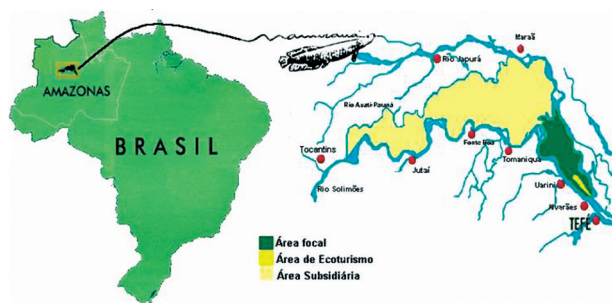 AMAZONAS
BRASIL
Maraã
Rio Japurá
Rio Auati-Paraná
Tocantins
Fonte Boa
Jutaí
Tomaniqua
Rio Solimões
Uarini
Alvarães
TEFÉ
Área focal
Área de Ecoturismo
Área Subsidiária